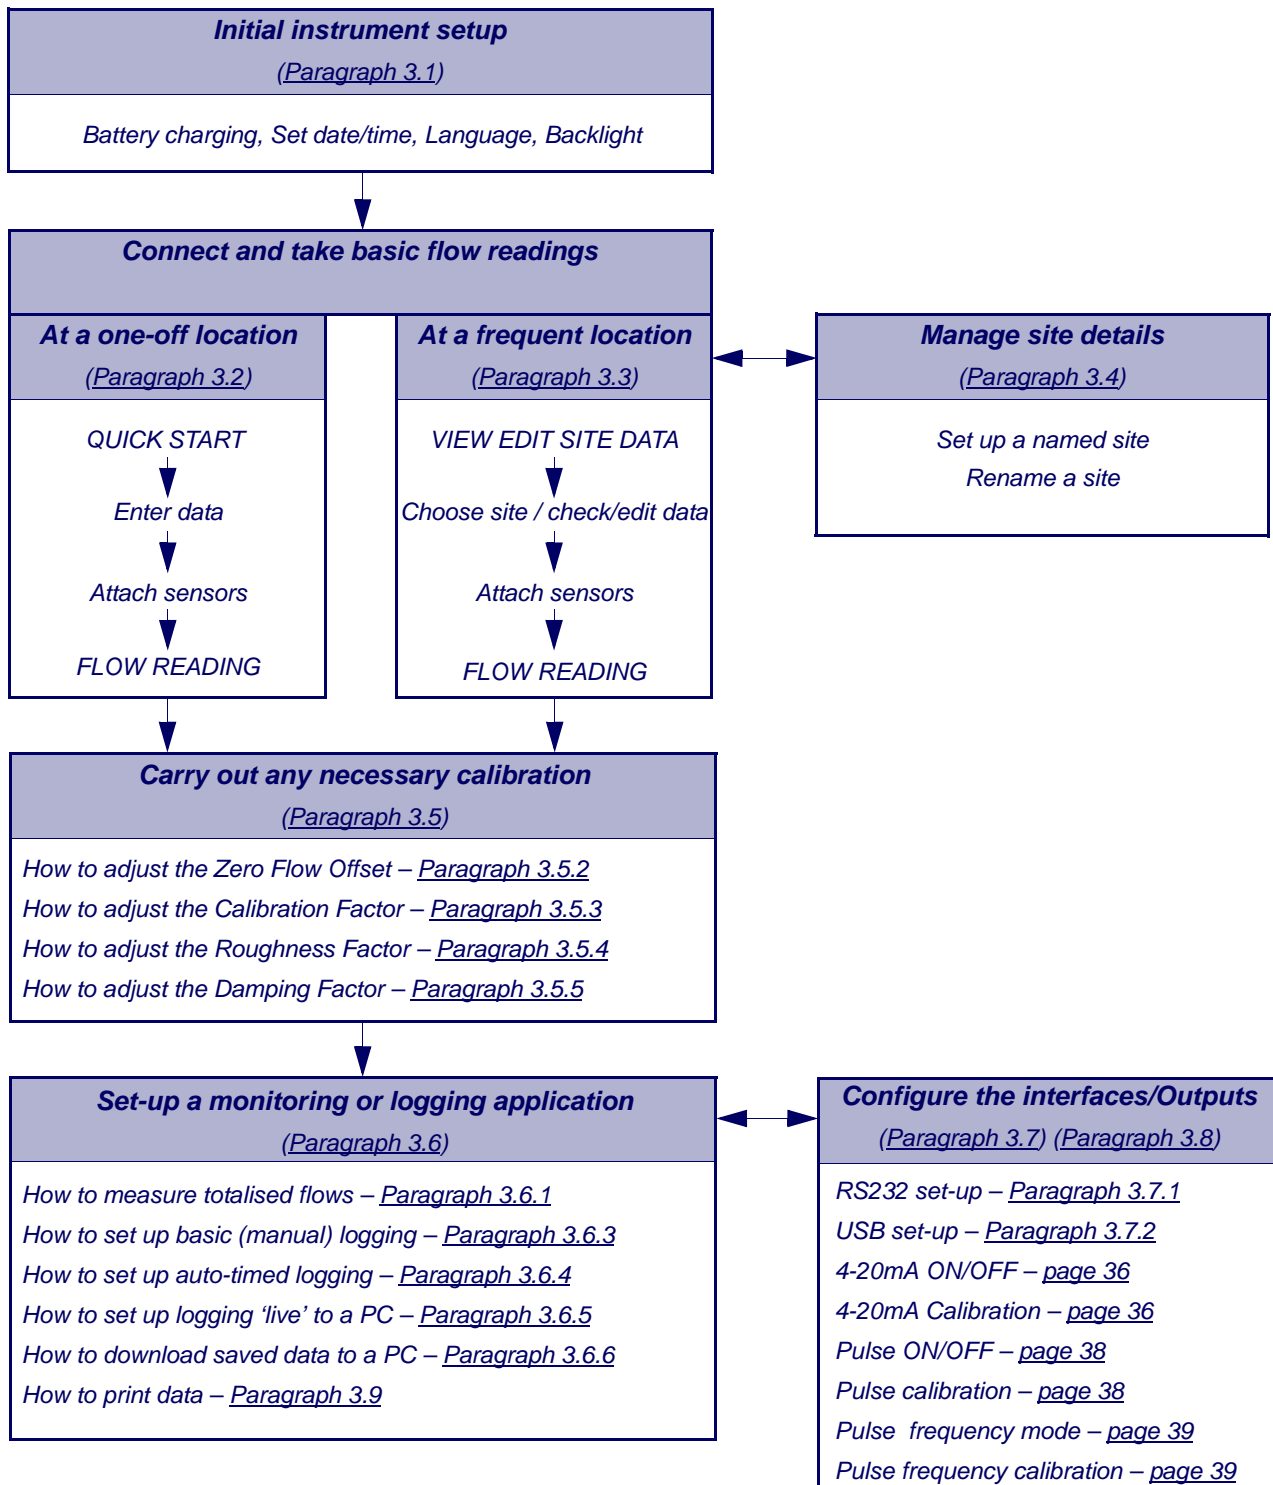 Initial instrument setup
(Paragraph 3.1)
Battery charging, Set date/time, Language, Backlight
Connect and take basic flow readings
At a one-off location
(Paragraph 3.2)
QUICK START
Enter data
Attach sensors
FLOW READING
At a frequent location
(Paragraph 3.3)
VIEW EDIT SITE DATA
Choose site / check/edit data
Attach sensors
FLOW READING
Manage site details
(Paragraph 3.4)
Set up a named site
Rename a site
Carry out any necessary calibration
(Paragraph 3.5)
How to adjust the Zero Flow Offset – Paragraph 3.5.2
How to adjust the Calibration Factor – Paragraph 3.5.3
How to adjust the Roughness Factor – Paragraph 3.5.4
How to adjust the Damping Factor – Paragraph 3.5.5
Set-up a monitoring or logging application
(Paragraph 3.6)
How to measure totalised flows – Paragraph 3.6.1
How to set up basic (manual) logging – Paragraph 3.6.3
How to set up auto-timed logging – Paragraph 3.6.4
How to set up logging ‘live’ to a PC – Paragraph 3.6.5
How to download saved data to a PC – Paragraph 3.6.6
How to print data – Paragraph 3.9
Configure the interfaces/Outputs
(Paragraph 3.7) (Paragraph 3.8)
RS232 set-up – Paragraph 3.7.1
USB set-up – Paragraph 3.7.2
4-20mA ON/OFF – page 36
4-20mA Calibration – page 36
Pulse ON/OFF – page 38
Pulse calibration – page 38
Pulse frequency mode – page 39
Pulse frequency calibration – page 39